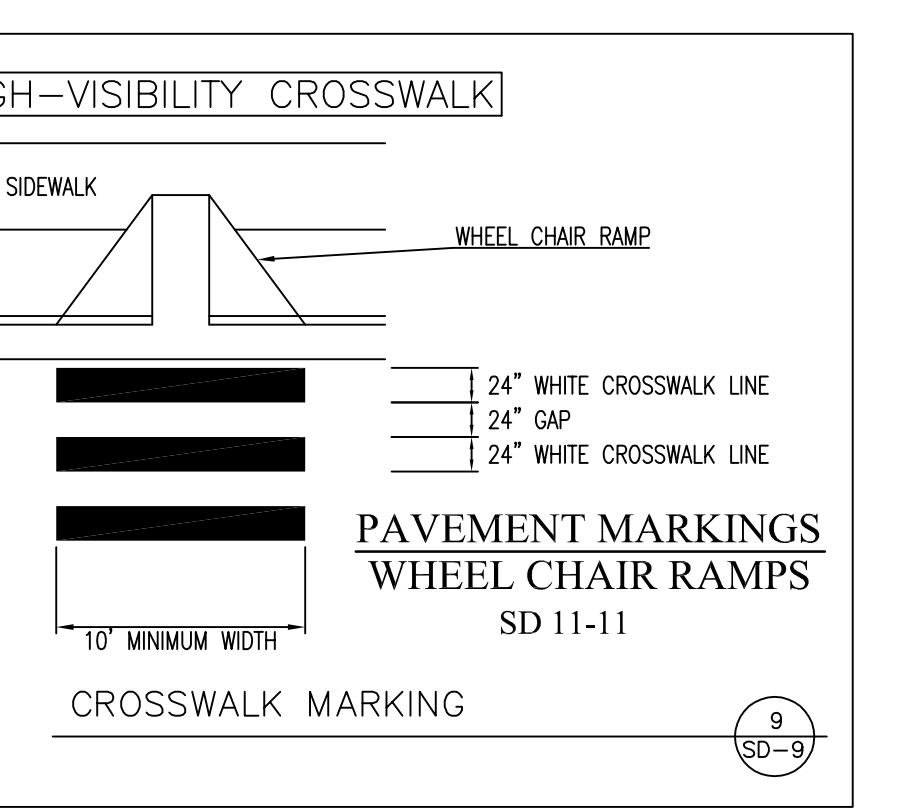 VISIBILITY CROSSWALK
SIDEWALK
WHEEL CHAIR RAMP
24" WHITE CROSSWALK LINE
24" GAP
24" WHITE CROSSWALK LINE
PAVEMENT MARKINGS
WHEEL CHAIR RAMPS
SD 11-11
10' MINIMUM WIDTH
CROSSWALK MARKING
9
SD-9